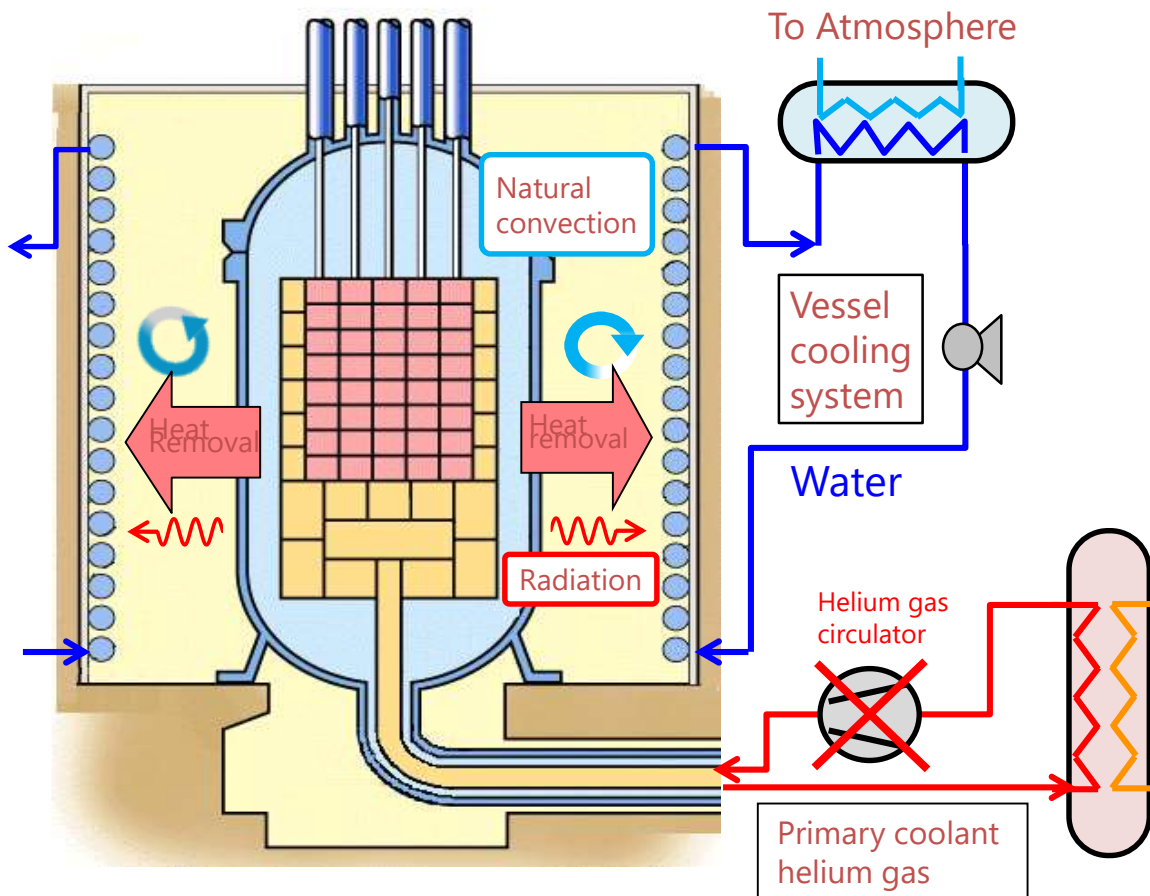 To Atmosphere
Natural
convection
Vessel
cooling
system
Heat
Removal
Heat
removal
Water
Radiation
Helium gas
circulator
Primary coolant
helium gas